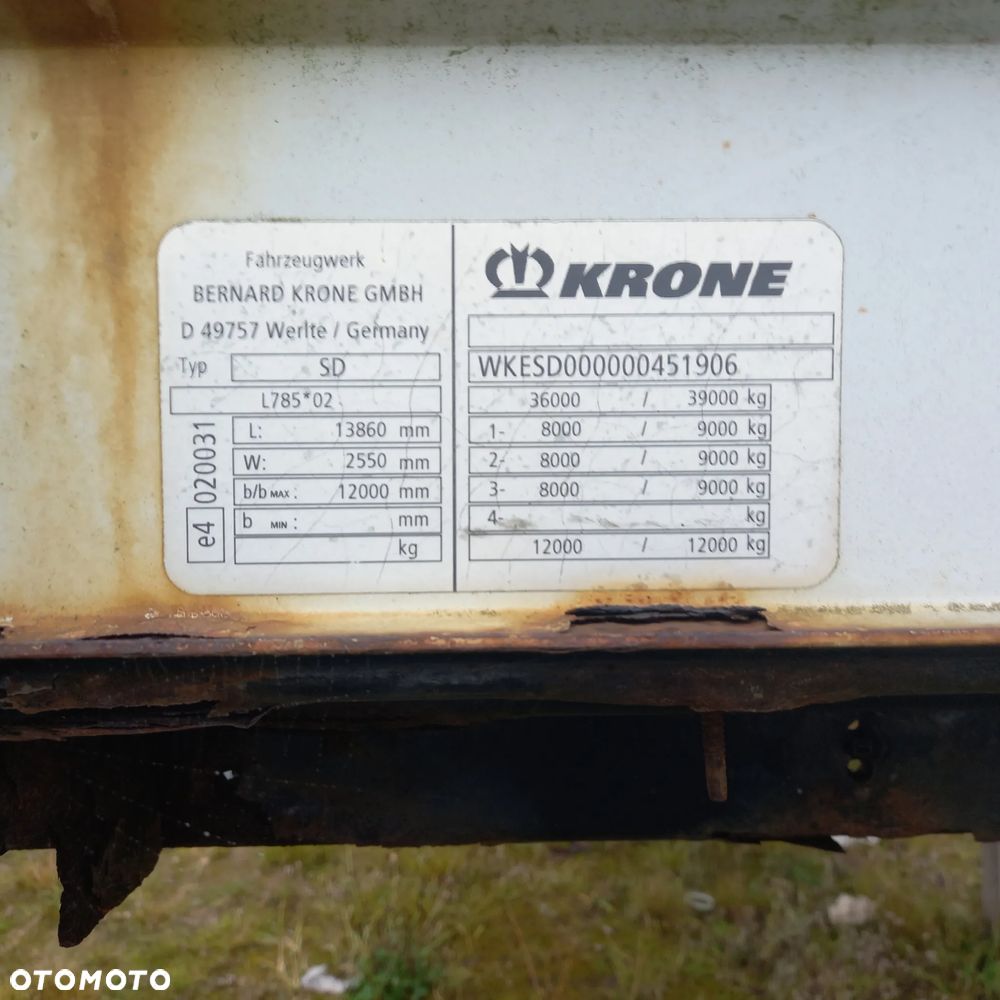 Fahrzeugwerk
BERNARD KRONE GMBH
D 49757 Werlte / Germany
Typ SD
L785*02
L: 13860 mm
W: 2550 mm
b/b MAX : 12000 mm
b MIN : mm
kg
e4 020031
KRONE
WKESD000000451906
36000 / 39000 kg
1- 8000 / 9000 kg
2- 8000 / 9000 kg
3- 8000 / 9000 kg
4- kg
12000 / 12000 kg
OTOMOTO